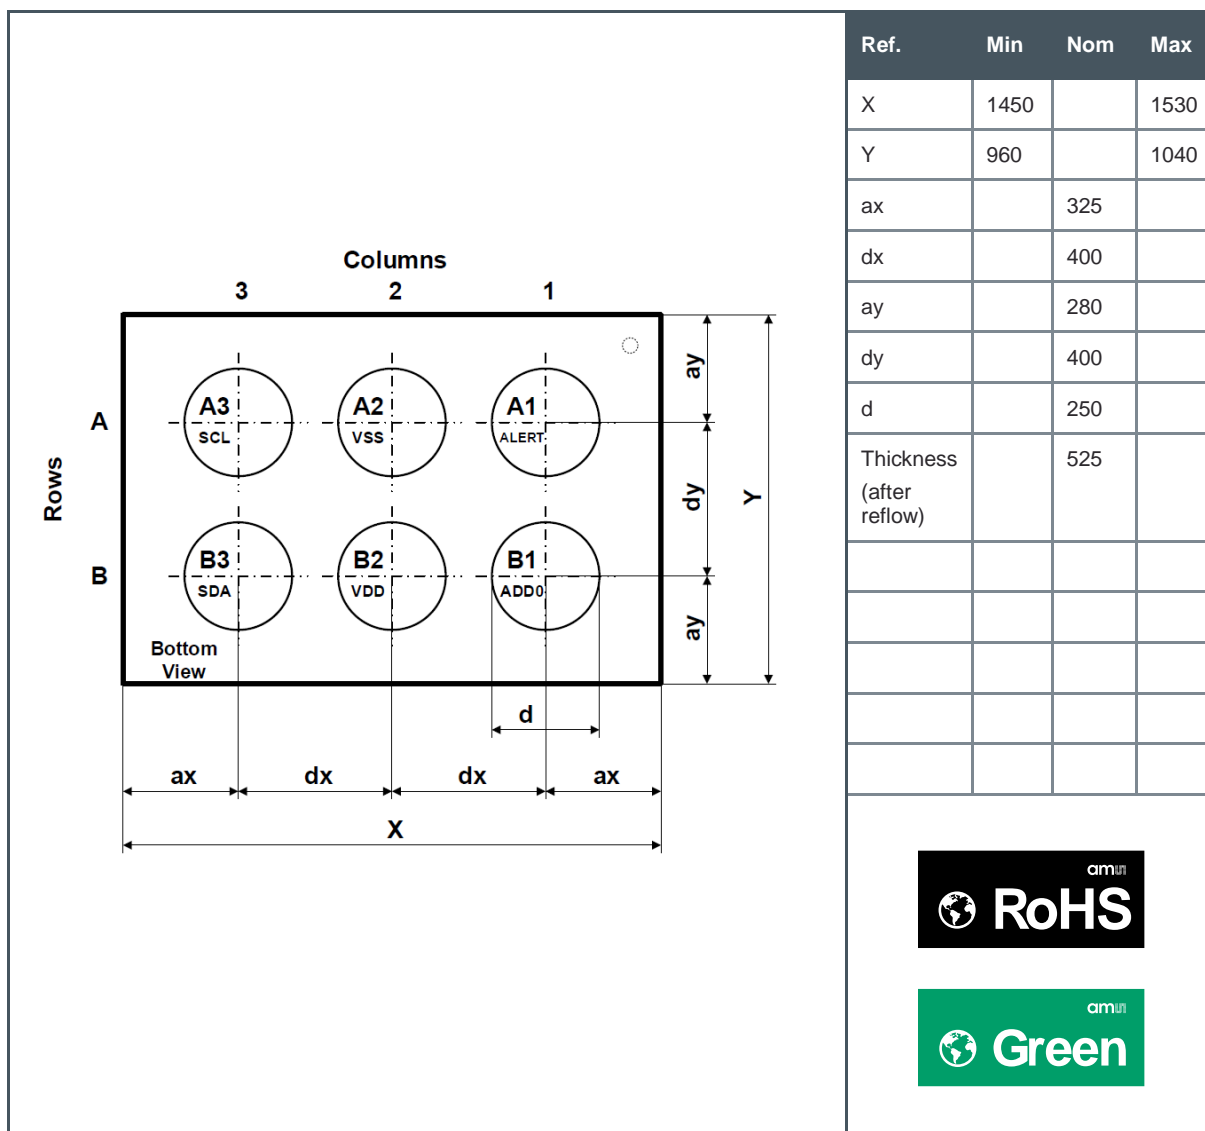 Columns
3 2 1
Rows
A
A3 A2 A1
SCL VSS ALERT
B
B3 B2 B1
SDA VDD ADD0
Bottom
View
ay
dy
ay
Y
d
ax dx dx ax
X
Ref. Min Nom Max
X 1450 1530
Y 960 1040
ax 325
dx 400
ay 280
dy 400
d 250
Thickness 525
(after
reflow)
am
RoHS
am
Green